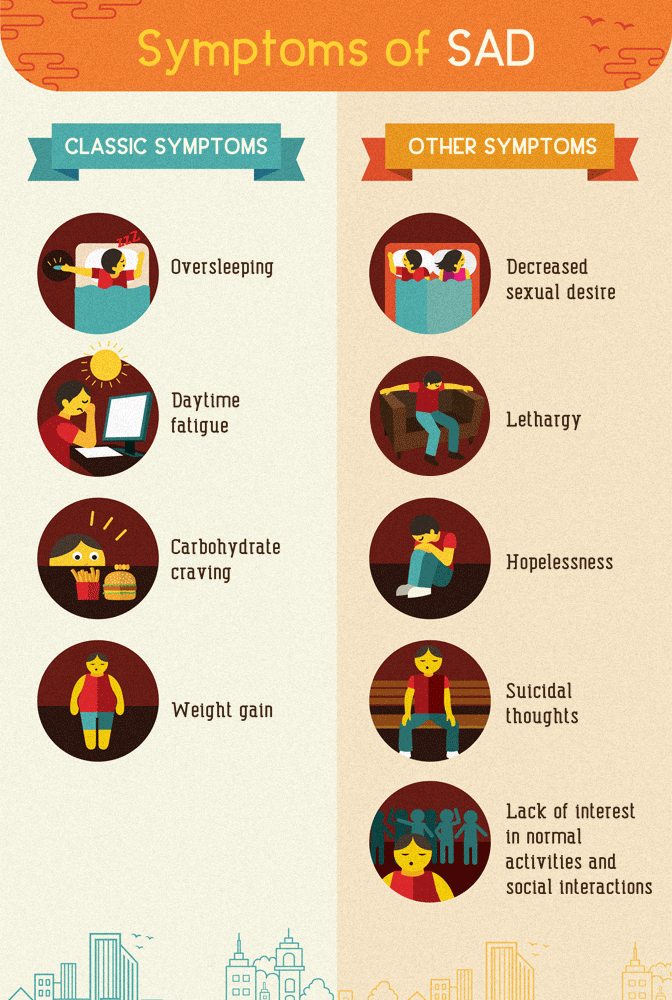 Symptoms of SAD
CLASSIC SYMPTOMS
zzZ
Oversleeping
Daytime
fatigue
Carbohydrate
craving
Weight gain
OTHER SYMPTOMS
Decreased
sexual desire
Lethargy
Hopelessness
Suicidal
thoughts
Lack of interest
in normal
activities and
social interactions